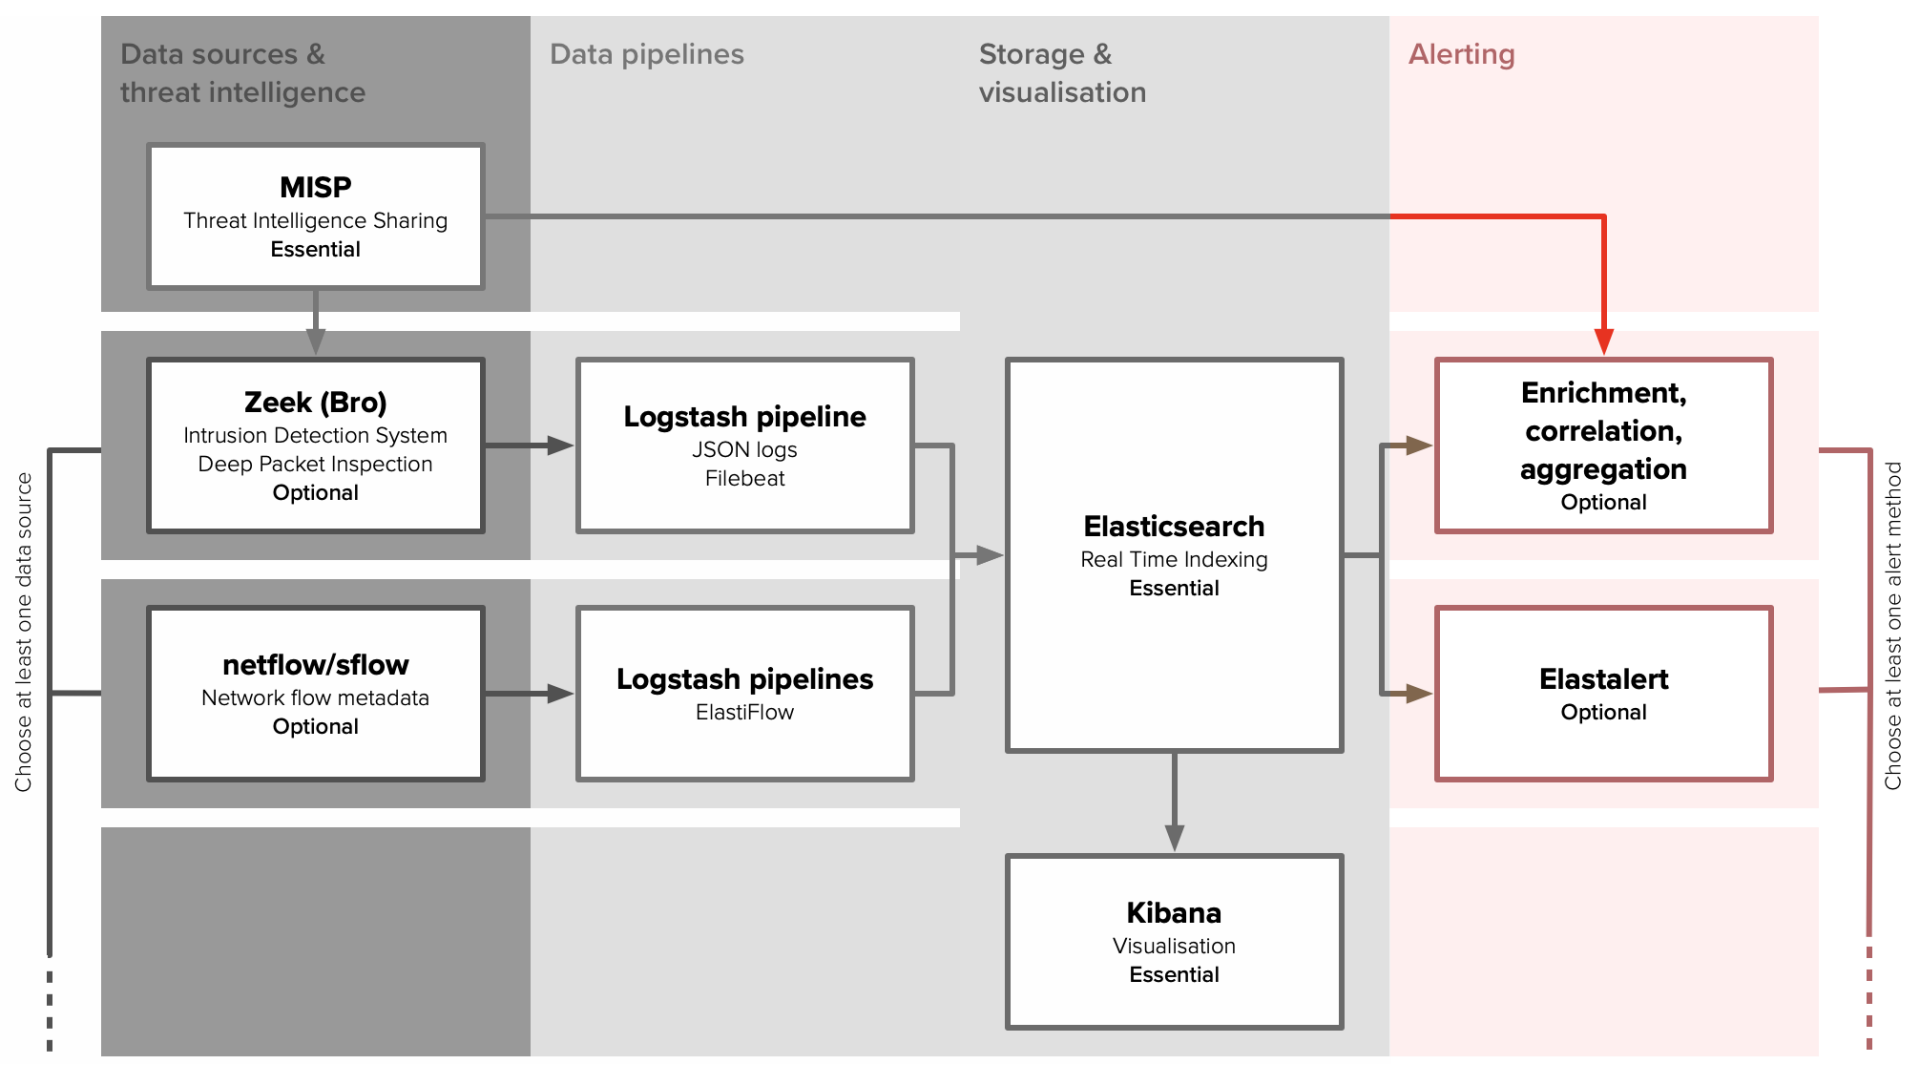 Data sources &
threat intelligence
Data pipelines
Storage &
visualisation
Alerting
MISP
Threat Intelligence Sharing
Essential
Zeek (Bro)
Intrusion Detection System
Deep Packet Inspection
Optional
Logstash pipeline
JSON logs
Filebeat
Elasticsearch
Real Time Indexing
Essential
Enrichment,
correlation,
aggregation
Optional
netflow/sflow
Network flow metadata
Optional
Logstash pipelines
ElastiFlow
Elastalert
Optional
Kibana
Visualisation
Essential
Choose at least one data source
Choose at least one alert method